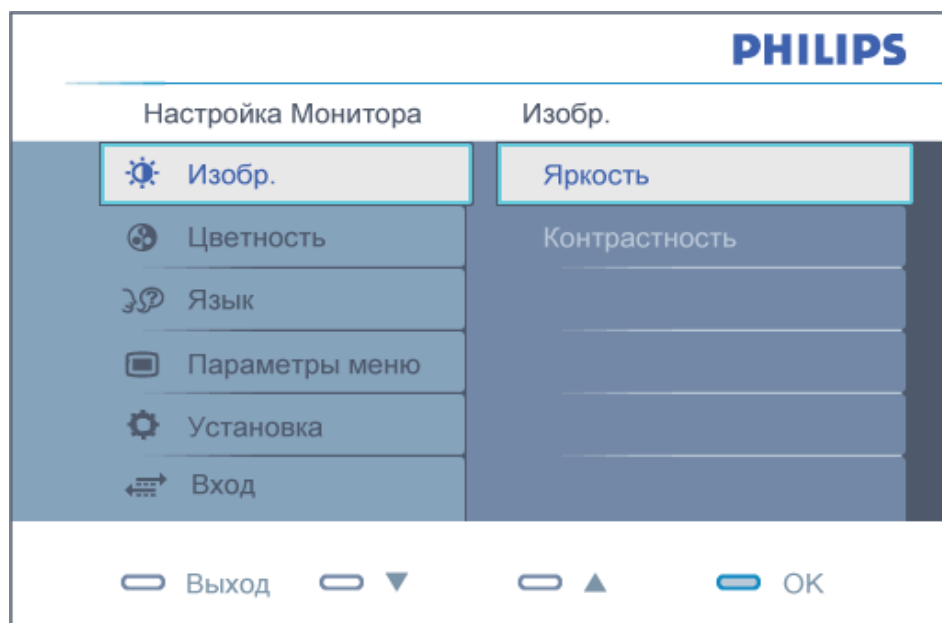 PHILIPS
Настройка Монитора Изобр.
Изобр. Яркость
Цветность Контрастность
Язык
Параметры меню
Установка
Вход
Выход ▼ ▲ OK